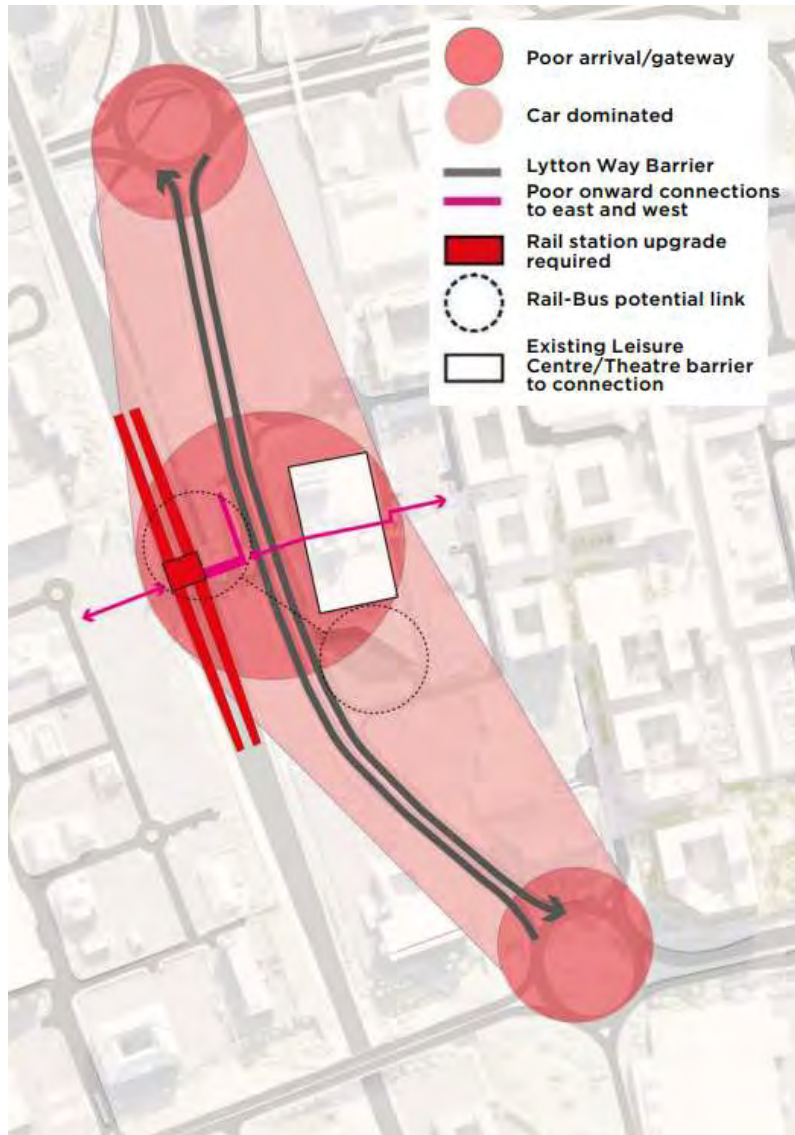 Poor arrival/gateway
Car dominated
Lytton Way Barrier
Poor onward connections
to east and west
Rail station upgrade
required
Rail-Bus potential link
Existing Leisure
Centre/Theatre barrier
to connection